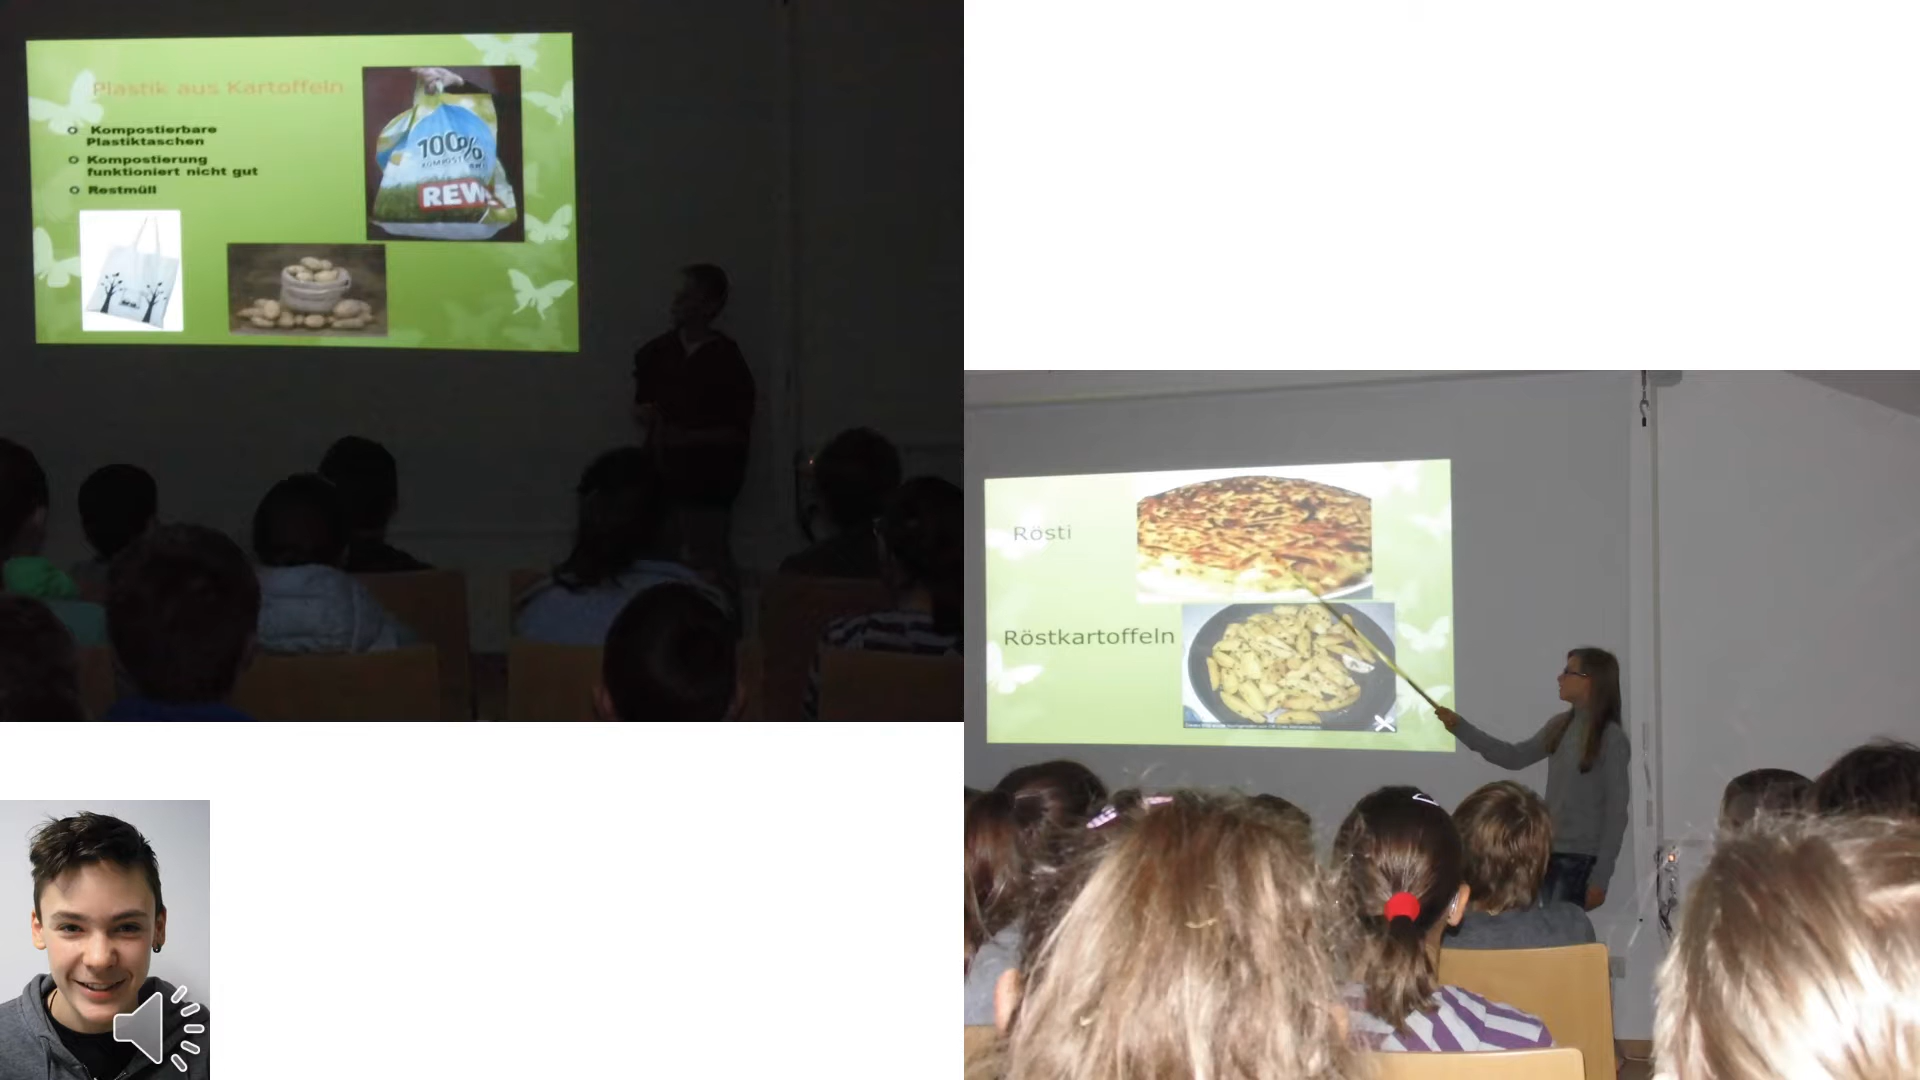 Plastik aus Kartoffeln
Kompostierbare
Plastiktaschen
Kompostierung
funktioniert nicht gut
Restmüll
100%
REWE
Rösti
Röstkartoffeln